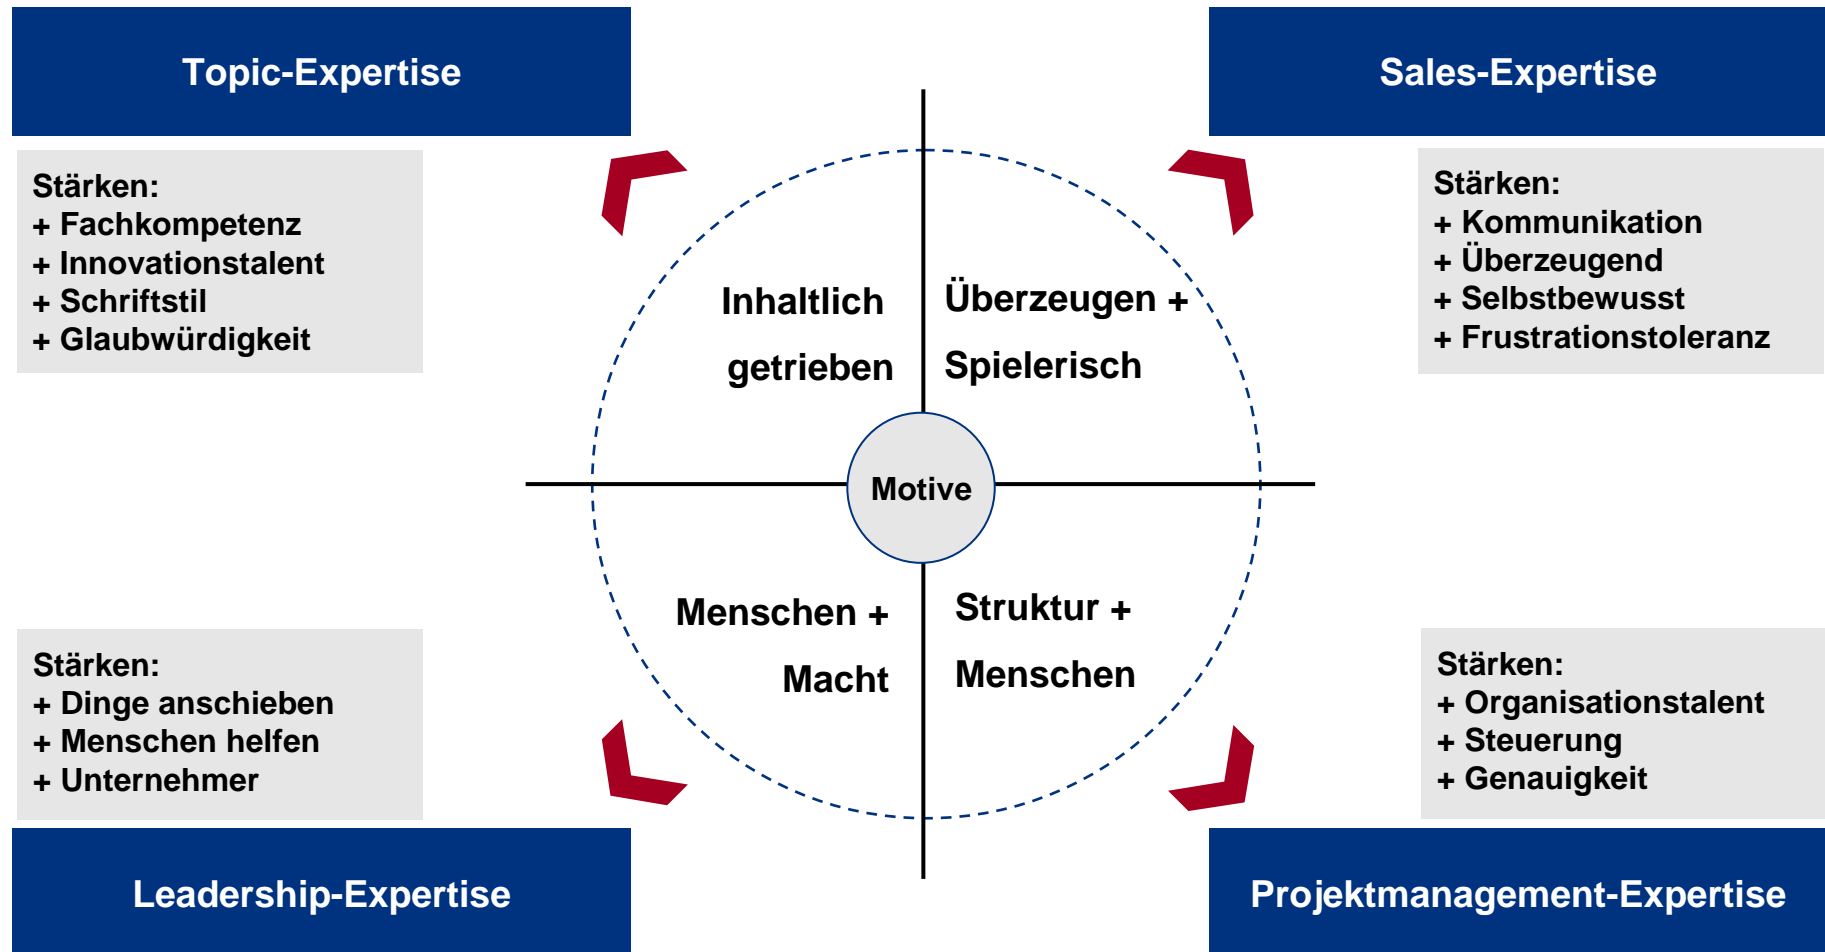 Topic-Expertise
Sales-Expertise
Stärken:
+ Fachkompetenz
+ Innovationstalent
+ Schriftstil
+ Glaubwürdigkeit
Inhaltlich
getrieben
Überzeugen +
Spielerisch
Stärken:
+ Kommunikation
+ Überzeugend
+ Selbstbewusst
+ Frustrationstoleranz
Motive
Stärken:
+ Dinge anschieben
+ Menschen helfen
+ Unternehmer
Menschen +
Macht
Struktur +
Menschen
Stärken:
+ Organisationstalent
+ Steuerung
+ Genauigkeit
Leadership-Expertise
Projektmanagement-Expertise